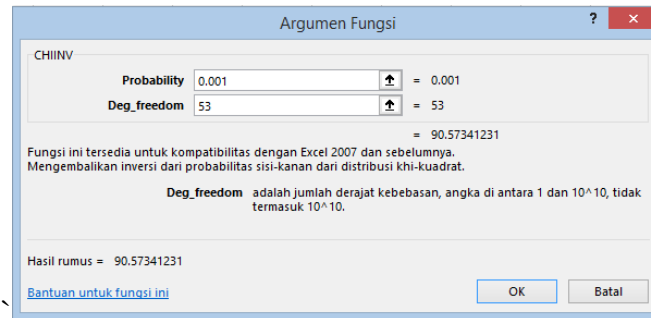 Argumen Fungsi ? ×
CHIINV
Probability 0.001 = 0.001
Deg_freedom 53 = 53
= 90.57341231
Fungsi ini tersedia untuk kompatibilitas dengan Excel 2007 dan sebelumnya.
Mengembalikan inversi dari probabilitas sisi-kanan dari distribusi khi-kuadrat.
Deg_freedom adalah jumlah derajat kebebasan, angka di antara 1 dan 10^10, tidak
termasuk 10^10.
Hasil rumus = 90.57341231
Bantuan untuk fungsi ini OK Batal
`